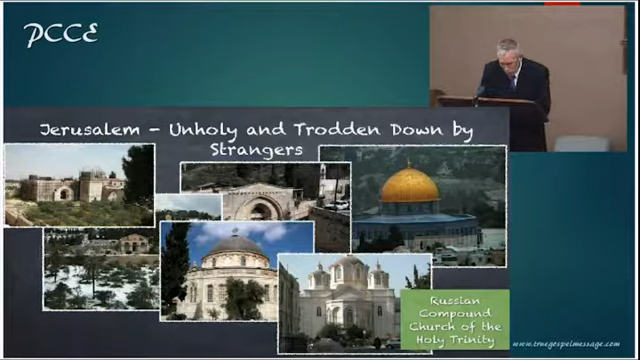 PCCE
Jerusalem - Unholy and Trodden Down by
Strangers
Russian
Compound
Church of the
Holy Trinity
www.truegospelmessage.com